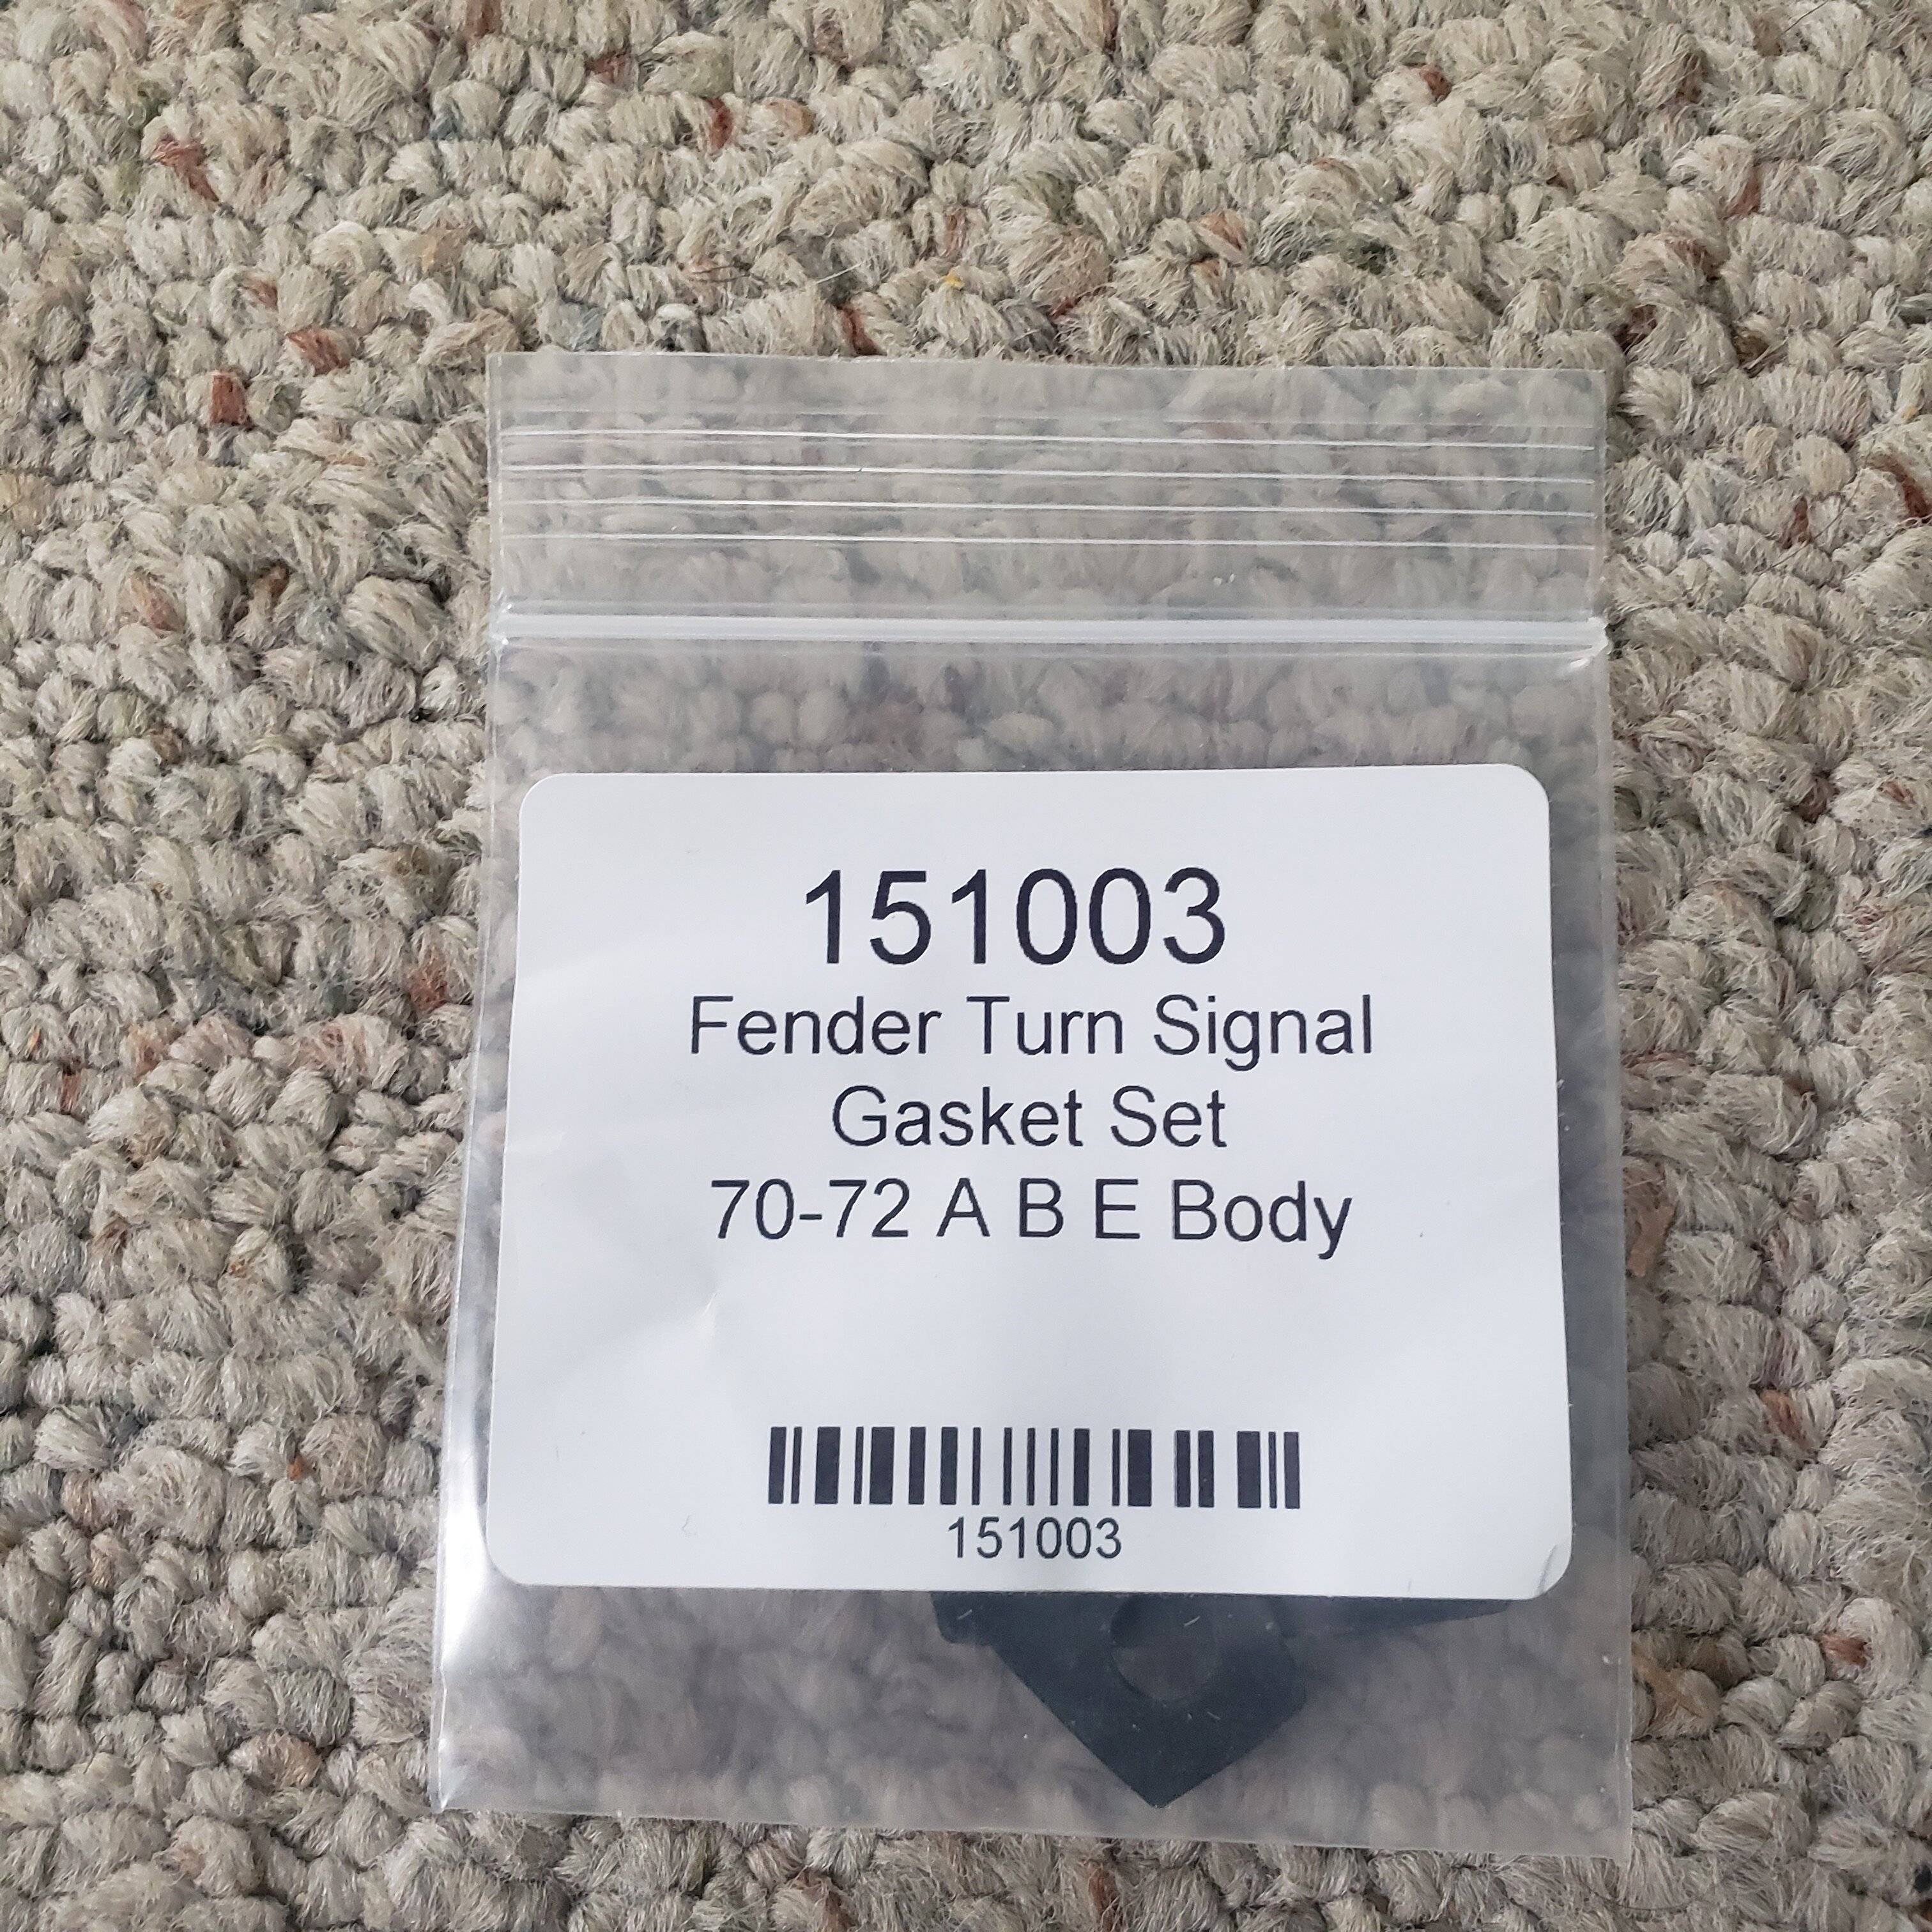 151003
Fender Turn Signal
Gasket Set
70-72 A B E Body
151003